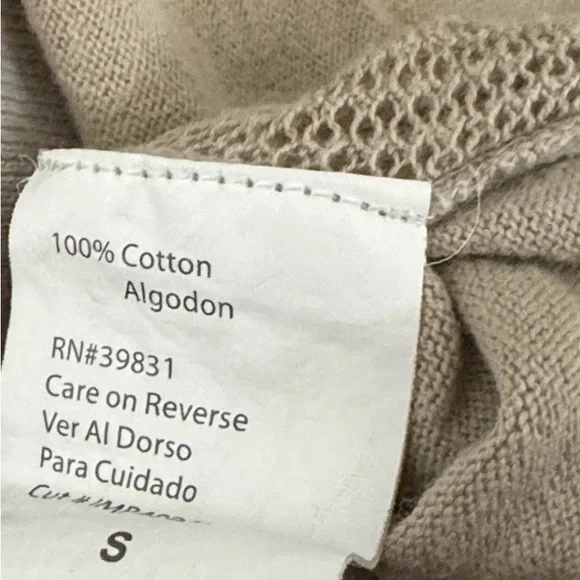 100% Cotton
Algodon
RN#39831
Care on Reverse
Ver Al Dorso
Para Cuidado
S